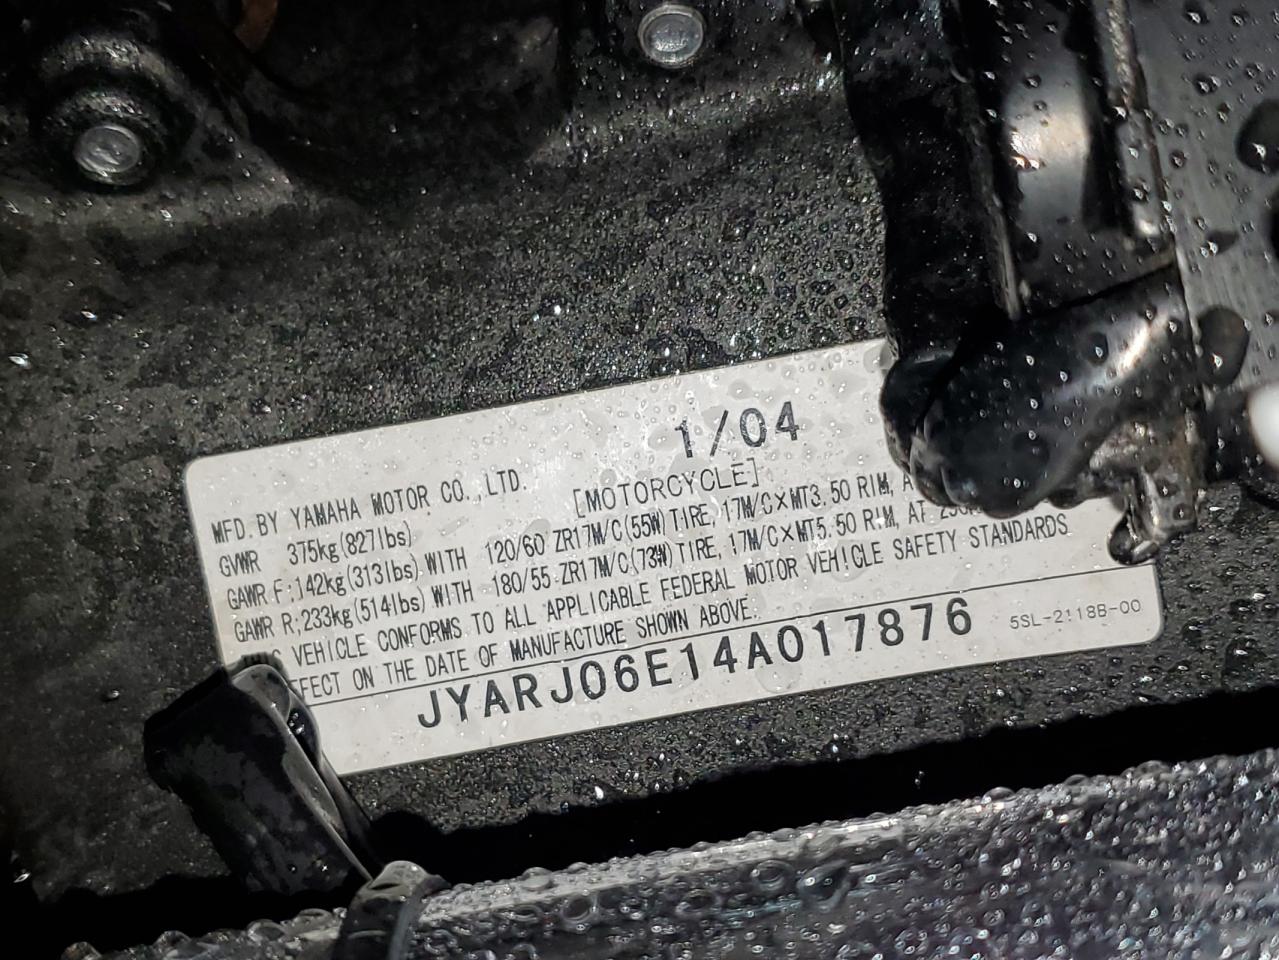 1/04
MFD. BY YAMAHA MOTOR CO., LTD. [MOTORCYCLE]
GVWR 375kg(827lbs)
GAWR F; 142kg(313lbs) WITH 120/60 ZR17M/C(55W)TIRE, 17M/C×MT3.50 RIM,
GAWR R; 233kg(514lbs) WITH 180/55 ZR17M/C(73W)TIRE, 17M/C×MT5.50 RIM, AT
VEHICLE CONFORMS TO ALL APPLICABLE FEDERAL MOTOR VEHICLE SAFETY STANDARDS
ON THE DATE OF MANUFACTURE SHOWN ABOVE.
JYARJ06E14A017876 5SL-2118B-00